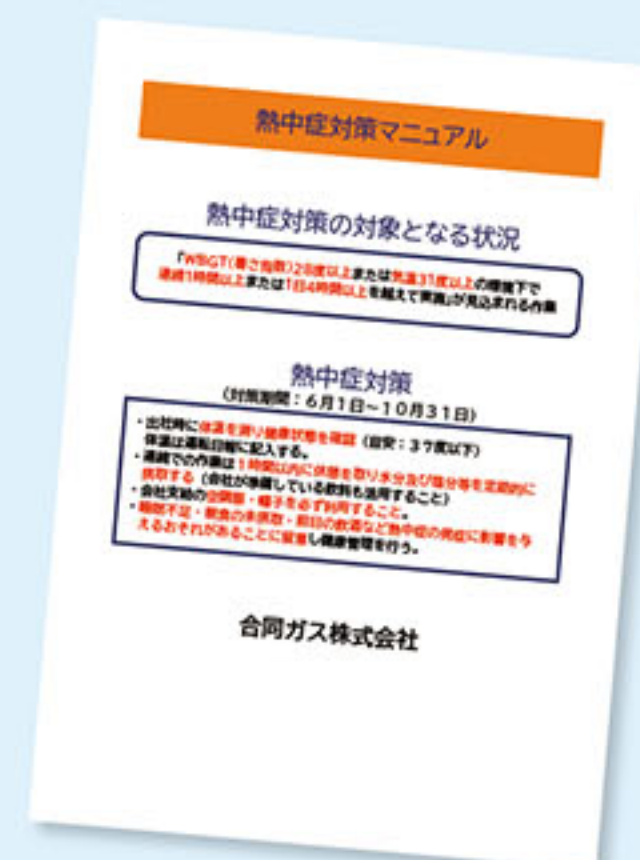 熱中症対策マニュアル
熱中症対策の対象となる状況
「WBGT(暑さ指数)28度以上または気温31度以上の環境下で
連続1時間以上または1日4時間以上を超えて実施」が見込まれる作業
熱中症対策
(対策期間：6月1日～10月31日)
・出社時に体温を測り健康状態を確認（目安：37度以下）
体温は運転日報に記入する。
・連続での作業は1時間以内に休憩を取り水分及び塩分等を定期的に
摂取する（会社が準備している飲料も活用すること）
・会社支給の空調服・帽子を必ず利用すること。
・睡眠不足・朝食の未摂取・前日の飲酒など熱中症の発症に影響を与
えるおそれがあることに留意し健康管理を行う。
合同ガス株式会社